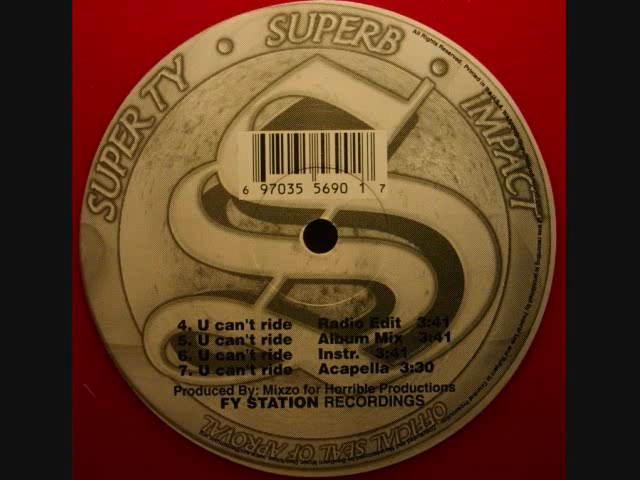 SUPER TY • SUPERB • IMPACT
All Rights Reserved.
6 97035 5690 1 7
4. U can't ride Radio Edit 3:41
5. U can't ride Album Mix 3:41
6. U can't ride Instr. 3:41
7. U can't ride Acapella 3:30
Produced By: Mixzo for Horrible Productions
FY STATION RECORDINGS
OFFICIAL SEAL OF APROVAL